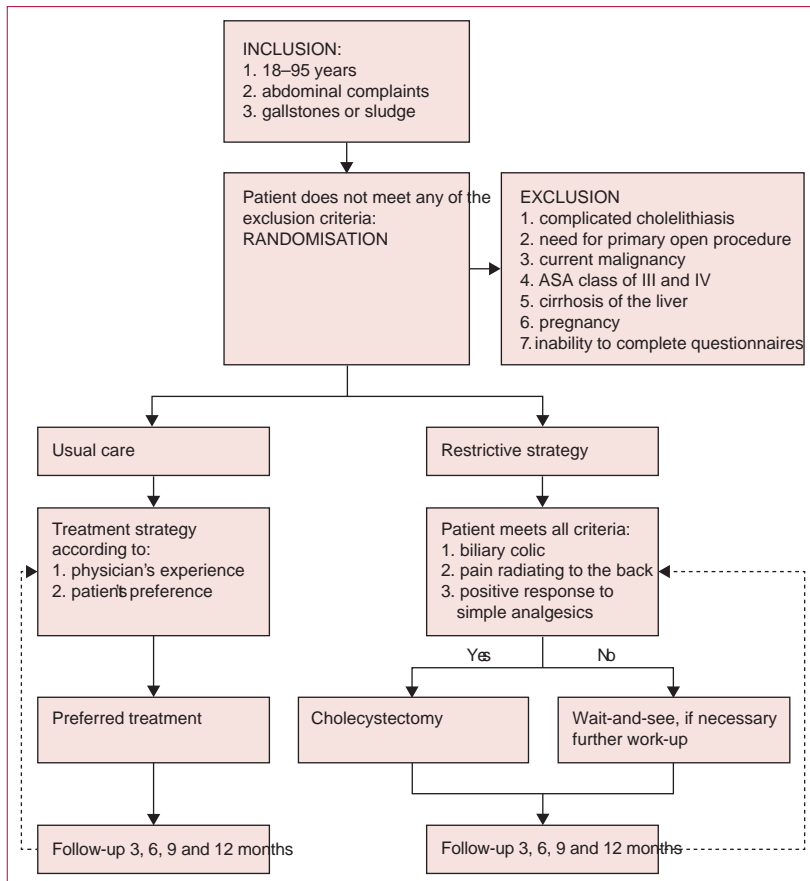 INCLUSION:
1. 18–95 years
2. abdominal complaints
3. gallstones or sludge
Patient does not meet any of the
exclusion criteria:
RANDOMISATION
EXCLUSION
1. complicated cholelithiasis
2. need for primary open procedure
3. current malignancy
4. ASA class of III and IV
5. cirrhosis of the liver
6. pregnancy
7. inability to complete questionnaires
Usual care
Restrictive strategy
Treatment strategy
according to:
1. physician's experience
2. patient's preference
Patient meets all criteria:
1. biliary colic
2. pain radiating to the back
3. positive response to
simple analgesics
Yes
No
Preferred treatment
Cholecystectomy
Wait-and-see, if necessary
further work-up
Follow-up 3, 6, 9 and 12 months
Follow-up 3, 6, 9 and 12 months